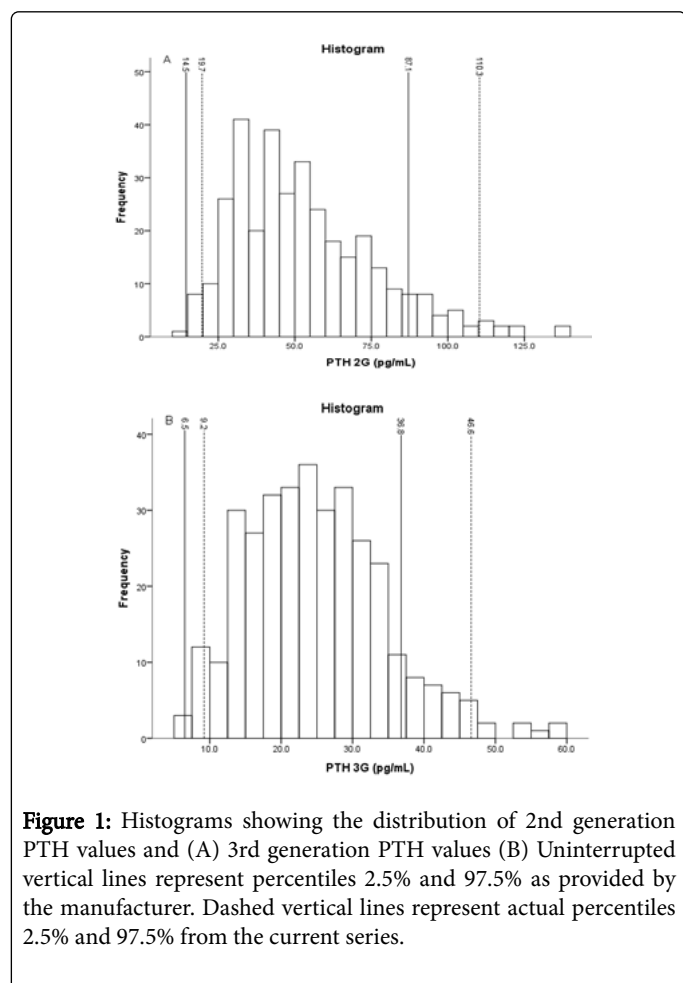 Histogram
A
14.5
19.7
87.1
110.3
50
40
30
20
10
0
Frequency
25.0 50.0 75.0 100.0 125.0
PTH 2G (pg/mL)
Histogram
B
6.5
9.2
36.8
46.6
40
30
20
10
0
Frequency
10.0 20.0 30.0 40.0 50.0 60.0
PTH 3G (pg/mL)
Figure 1: Histograms showing the distribution of 2nd generation
PTH values and (A) 3rd generation PTH values (B) Uninterrupted
vertical lines represent percentiles 2.5% and 97.5% as provided by
the manufacturer. Dashed vertical lines represent actual percentiles
2.5% and 97.5% from the current series.